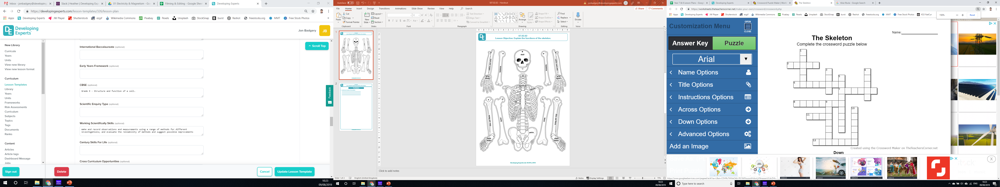 Inbox - jonbadgery@developing
Slack | Heather | Developing Exp
01 Electricity & Magnetism - Goo
Filming & Editing - Google Shee
Developing Experts
https://developingexperts.com/lesson-templates/326/lesson-plan
Apps
Developing Experts
JW Player
Shutterstock
ezgif
Wikimedia Commons
Pixabay
Pexels
Unsplash
StockSnap
burst
Reshot
freestocks.org
MMT
Free Stock Photos
Developing
Experts
Jon Badgery
JB
New Library
Curricula
Years
Units
View new library
View new lesson format
Curriculum
Lesson Templates
Library
Years
Units
Frameworks
Risk Assessments
Curriculum
Subjects
Topics
Tags
Documents
Ranks
Content
Articles
Article tags
Dashboard Message
Jobs
International Baccalaureate (optional)
Early Years Framework (optional)
CBSE (optional)
Grade 9 - Structure and function of a cell.
Scientific Enquiry Type (optional)
Working Scientifically Skills (optional)
make and record observations and measurements using a range of methods for different
investigations; and evaluate the reliability of methods and suggest possible improvements
Century Skills For Life (optional)
Cross Curriculum Opportunities (optional)
Scroll Top
Feedback
Sign out
Delete
Cancel
Update Lesson Template
10:23
09/08/2019
AutoSave Off
S07.02.02 - Handout
jonbadgery@developingexperts.com
File
Home
Insert
Design
Transitions
Animations
Slide Show
Review
View
Help
Search
Share
Comments
Paste
Cut
Copy
Format Painter
Clipboard
New
Slide
Layout
Reset
Section
Slides
Font
Paragraph
Text Direction
Align Text
Convert to SmartArt
Arrange
Quick
Styles
Shape Fill
Shape Outline
Shape Effects
Drawing
Find
Replace
Select
Editing
Dictate
Voice
1
2
DE
07.02.02
Lesson Objective: Explain the functions of the skeleton.
skull
pelvis
Developing Experts Ltd. © 2018, 2019
Click to add notes
Slide 1 of 2
English (United Kingdom)
Notes
Display Settings
75%
10:23
09/08/2019
Year 7 & 8 Lesson Plans - Googl
Developing Experts
Crossword Puzzle Maker | World
The Skeleton
tibia fibula - Google Search
https://worksheets.theteacherscorner.net/make-your-own/crossword/crossword.php
Apps
Developing Experts
JW Player
Shutterstock
ezgif
Wikimedia Commons
Pixabay
Pexels
Unsplash
StockSnap
burst
Reshot
freestocks.org
MMT
Free Stock Photos
KS3 NatCur
150%
Reset
Customization Menu
OPEN
CLOSE
Answer Key
Puzzle
Arial
Name Options
Title Options
Instructions Options
Across Options
Down Options
Advanced Options
Add an Image
Name:
The Skeleton
Complete the crossword puzzle below
1
2
3
4
5
6
7
8
9
10
11
12
Created using the Crossword Maker on TheTeachersCorner.net
Down
Type here to search
ENG
10:23
09/08/2019